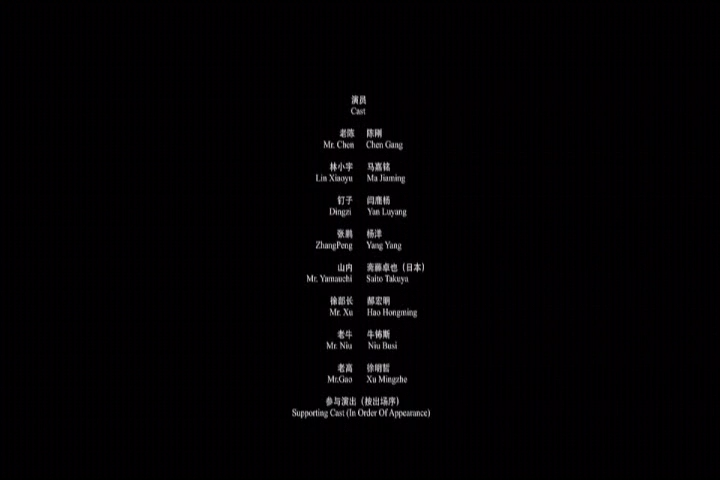 演员
Cast
老陈 陈刚
Mr. Chen Chen Gang
林小宇 马嘉铭
Lin Xiaoyu Ma Jiaming
钉子 闫鹿杨
Dingzi Yan Luyang
张鹏 杨洋
ZhangPeng Yang Yang
山内 斋藤卓也（日本）
Mr. Yamauchi Saito Takuya
徐部长 郝宏明
Mr. Xu Hao Hongming
老牛 牛
Mr. Niu Niu Busi
老高 徐明哲
Mr.Gao Xu Mingzhe
参与演出（按出场序）
Supporting Cast (In Order Of Appearance)